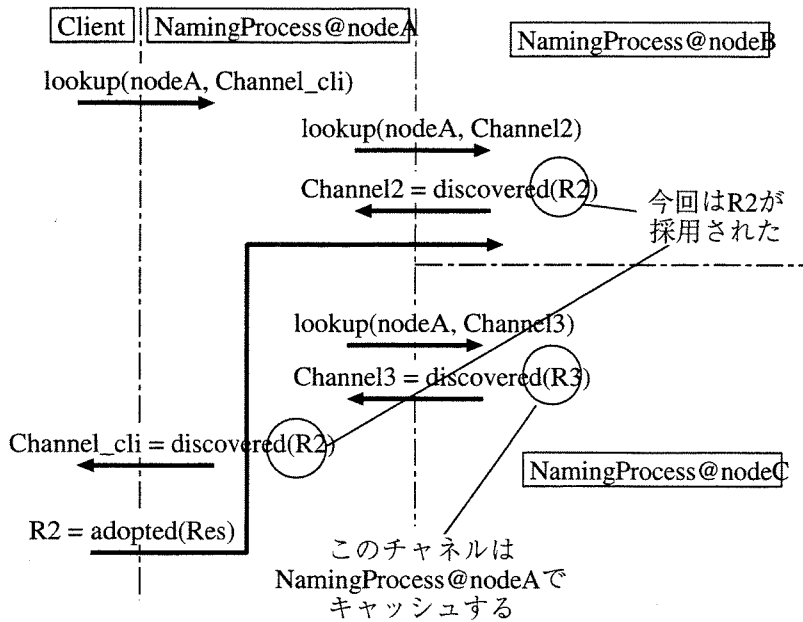 Client
NamingProcess@nodeA
NamingProcess@nodeB
lookup(nodeA, Channel_cli)
lookup(nodeA, Channel2)
Channel2 = discovered(R2)
今回はR2が
採用された
lookup(nodeA, Channel3)
Channel3 = discovered(R3)
Channel_cli = discovered(R2)
NamingProcess@nodeC
R2 = adopted(Res)
このチャネルは
NamingProcess@nodeAで
キャッシュする